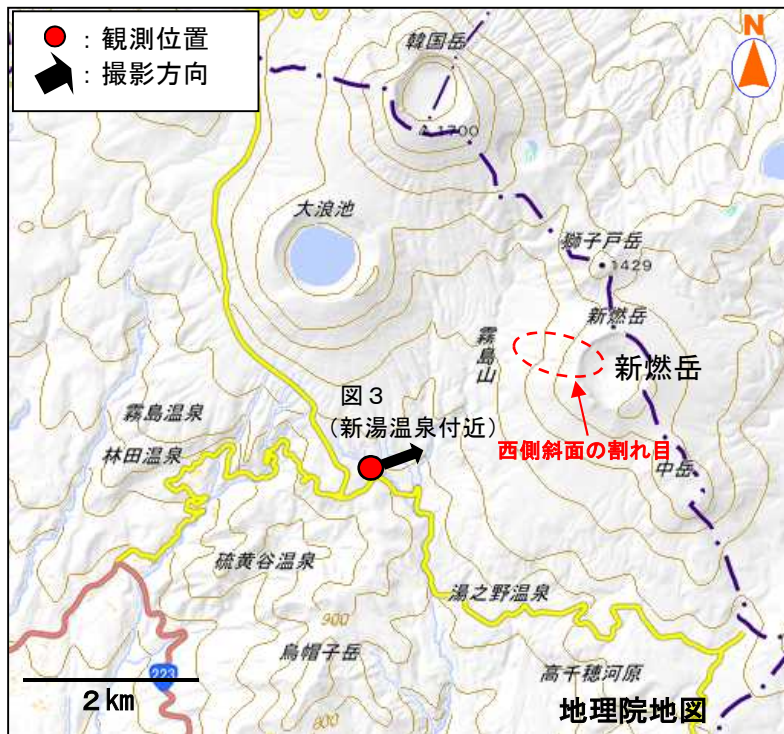 ：観測位置
：撮影方向
N
韓国岳
1700
大浪池
獅子戸岳
1429
新燃岳
霧島山
新燃岳
図３
（新湯温泉付近）
西側斜面の割れ目
中岳
霧島温泉
林田温泉
硫黄谷温泉
湯之野温泉
900
烏帽子岳
223
高千穂河原
２km
800
地理院地図